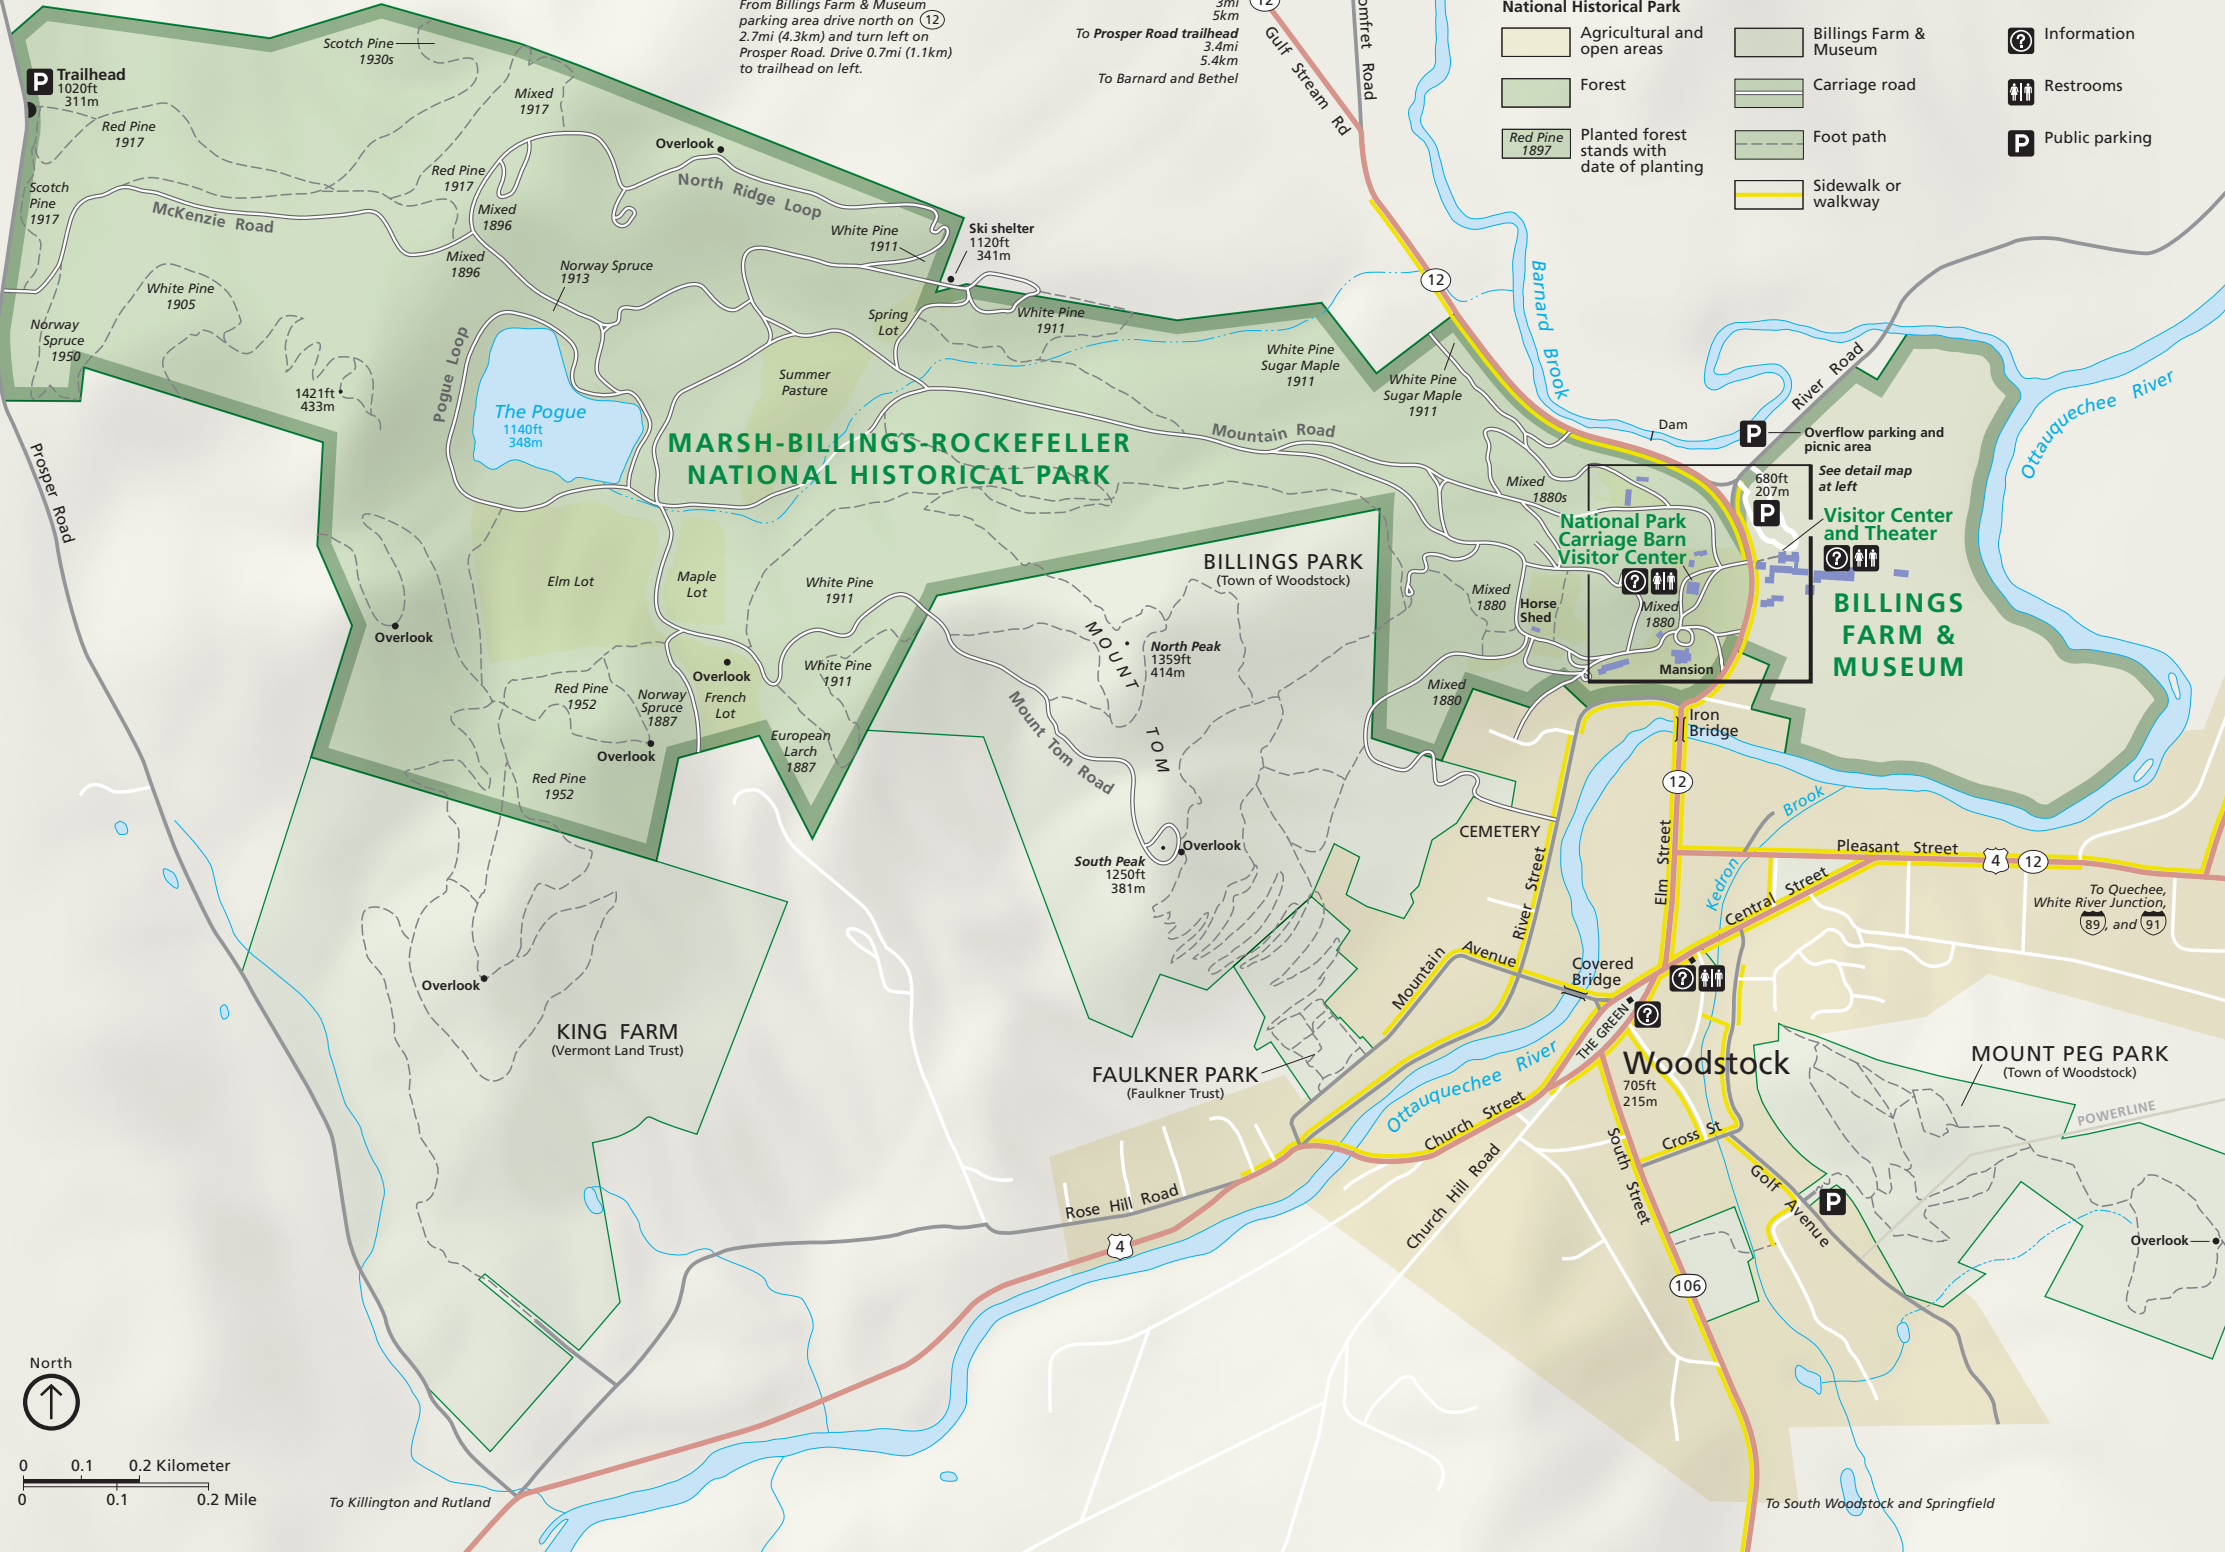 From Billings Farm & Museum
parking area drive north on 12
2.7mi (4.3km) and turn left on
Prosper Road. Drive 0.7mi (1.1km)
to trailhead on left.
3mi
5km
To Prosper Road trailhead
3.4mi
5.4km
To Barnard and Bethel
12
Gulf Stream Rd
omfret Road
National Historical Park
Agricultural and
open areas
Forest
Red Pine
1897
Planted forest
stands with
date of planting
Billings Farm &
Museum
Carriage road
Foot path
Sidewalk or
walkway
?
Information
Restrooms
P
Public parking
P
Trailhead
1020ft
311m
Scotch Pine
1930s
Mixed
1917
Red Pine
1917
Overlook
Red Pine
1917
Scotch
Pine
1917
McKenzie Road
Mixed
1896
North Ridge Loop
White Pine
1911
Ski shelter
1120ft
341m
Mixed
1896
Norway Spruce
1913
White Pine
1905
Norway
Spruce
1950
Spring
Lot
White Pine
1911
12
Barnard Brook
1421ft
433m
Pogue Loop
The Pogue
1140ft
348m
Summer
Pasture
White Pine
Sugar Maple
1911
White Pine
Sugar Maple
1911
River Road
Ottauquechee River
Dam
P
Overflow parking and
picnic area
Mountain Road
MARSH-BILLINGS-ROCKEFELLER
NATIONAL HISTORICAL PARK
Prosper Road
Mixed
1880s
680ft
207m
P
See detail map
at left
National Park
Carriage Barn
Visitor Center
?
Visitor Center
and Theater
?
BILLINGS PARK
(Town of Woodstock)
Elm Lot
Maple
Lot
White Pine
1911
Mixed
1880
Horse
Shed
Mixed
1880
BILLINGS
FARM &
MUSEUM
Overlook
MOUNT TOM
North Peak
1359ft
414m
Overlook
White Pine
1911
Mansion
Red Pine
1952
Norway
Spruce
1887
French
Lot
Mixed
1880
Mount Tom Road
Iron
Bridge
European
Larch
1887
Overlook
Red Pine
1952
12
Brook
CEMETERY
Overlook
South Peak
1250ft
381m
River Street
Elm Street
Pleasant Street
4
12
Kedron
Central Street
To Quechee,
White River Junction,
89, and 91
Mountain Avenue
Covered
Bridge
?
Overlook
THE GREEN
?
KING FARM
(Vermont Land Trust)
Woodstock
705ft
215m
MOUNT PEG PARK
(Town of Woodstock)
FAULKNER PARK
(Faulkner Trust)
Ottauquechee River
Church Street
POWERLINE
Cross St
South Street
Church Hill Road
Golf Avenue
P
Rose Hill Road
4
Overlook
106
North
0 0.1 0.2 Kilometer
0 0.1 0.2 Mile
To Killington and Rutland
To South Woodstock and Springfield